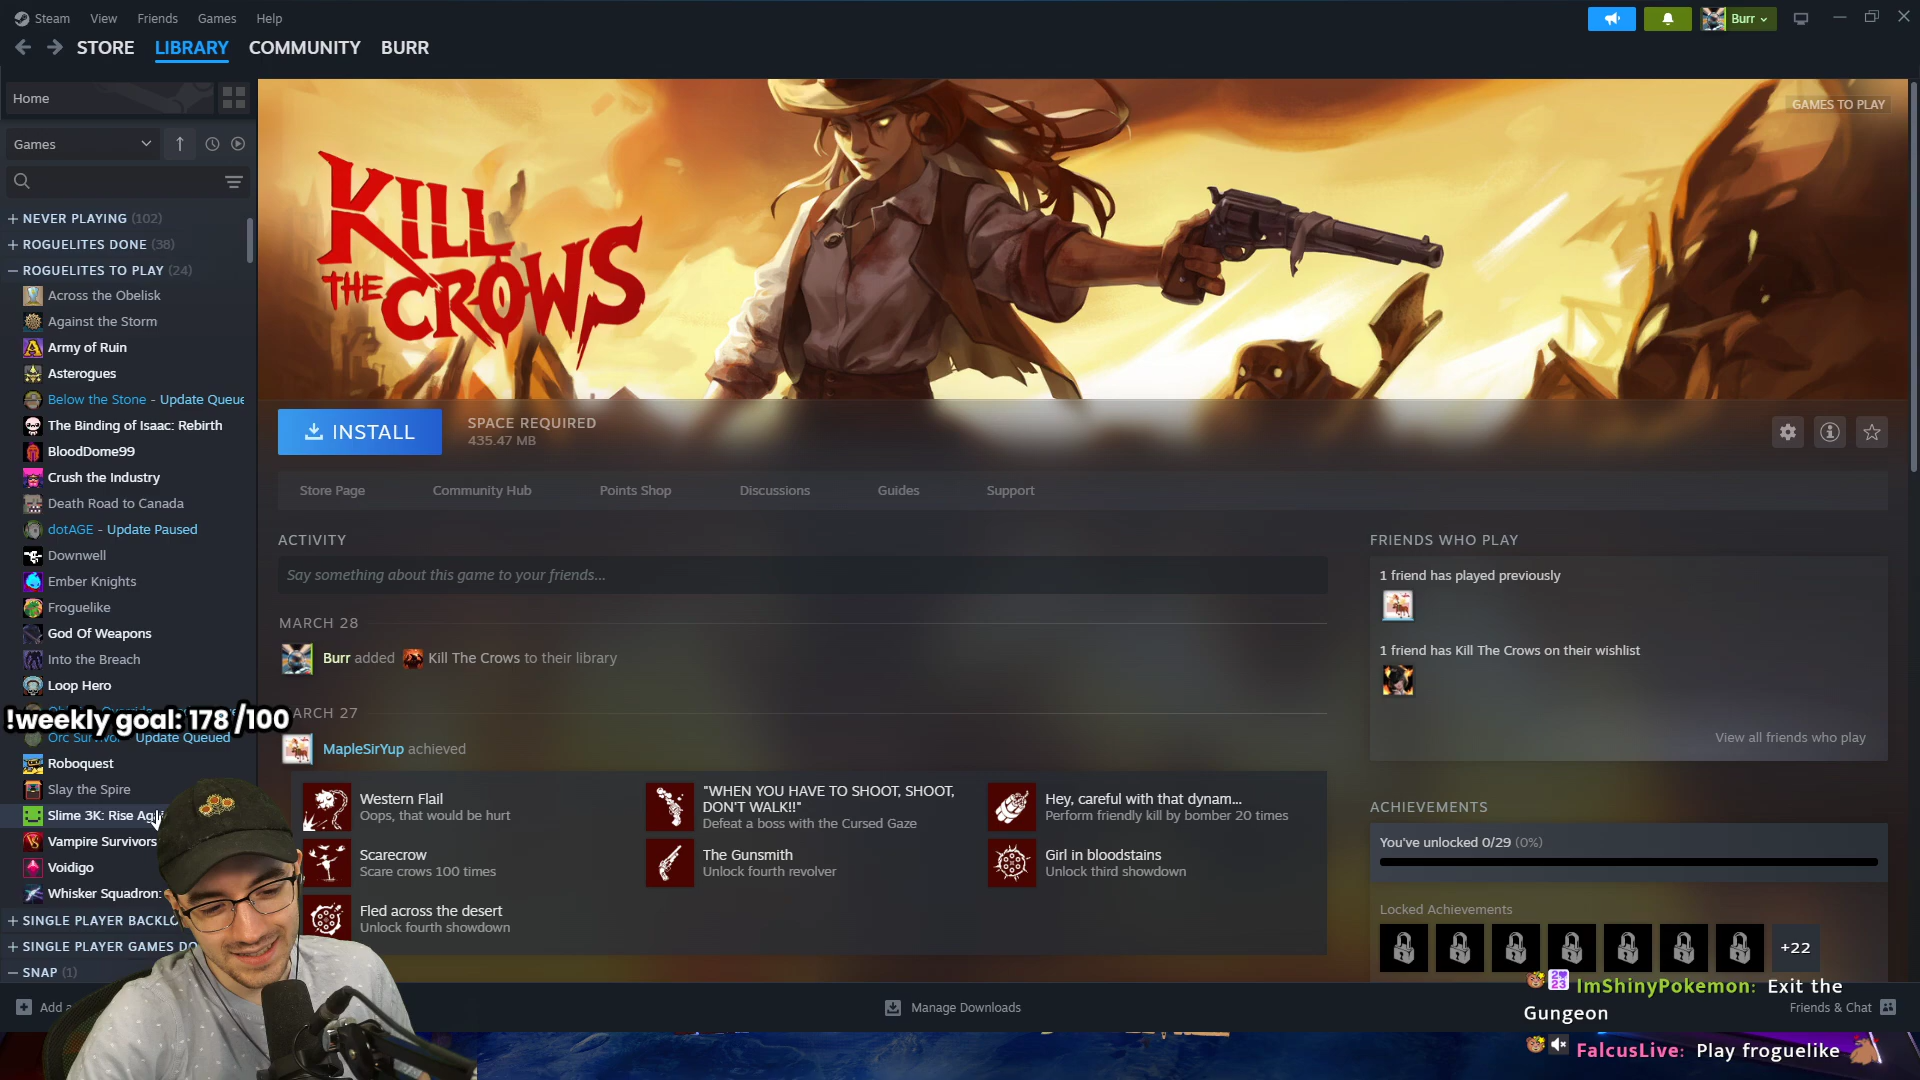 Steam View Friends Games Help
Burr
STORE LIBRARY COMMUNITY BURR
Home
GAMES TO PLAY
Games
KILL
THE CROWS
NEVER PLAYING (102)
ROGUELITES DONE (38)
ROGUELITES TO PLAY (24)
Across the Obelisk
Against the Storm
Army of Ruin
Asterogues
Below the Stone - Update Queue
The Binding of Isaac: Rebirth
BloodDome99
Crush the Industry
Death Road to Canada
dotAGE - Update Paused
Downwell
Ember Knights
Froguelike
God Of Weapons
Into the Breach
Loop Hero
!weekly goal: 178 /100
Update Queued
Roboquest
Slay the Spire
Slime 3K: Rise
Vampire Survivors
Voidigo
Whisker Squadron:
SINGLE PLAYER
SINGLE PLAYER GAMES
SNAP (1)
INSTALL
SPACE REQUIRED
435.47 MB
Store Page Community Hub Points Shop Discussions Guides Support
ACTIVITY
Say something about this game to your friends...
MARCH 28
Burr added Kill The Crows to their library
ARCH 27
MapleSirYup achieved
Western Flail
Oops, that would be hurt
"WHEN YOU HAVE TO SHOOT, SHOOT,
DON'T WALK!!"
Defeat a boss with the Cursed Gaze
Hey, careful with that dynam...
Perform friendly kill by bomber 20 times
Scarecrow
Scare crows 100 times
The Gunsmith
Unlock fourth revolver
Girl in bloodstains
Unlock third showdown
Fled across the desert
Unlock fourth showdown
FRIENDS WHO PLAY
1 friend has played previously
1 friend has Kill The Crows on their wishlist
View all friends who play
ACHIEVEMENTS
You've unlocked 0/29 (0%)
Locked Achievements
+22
Add a
Manage Downloads
Friends & Chat
ImShinyPokemon: Exit the
Gungeon
FalcusLive: Play froguelike